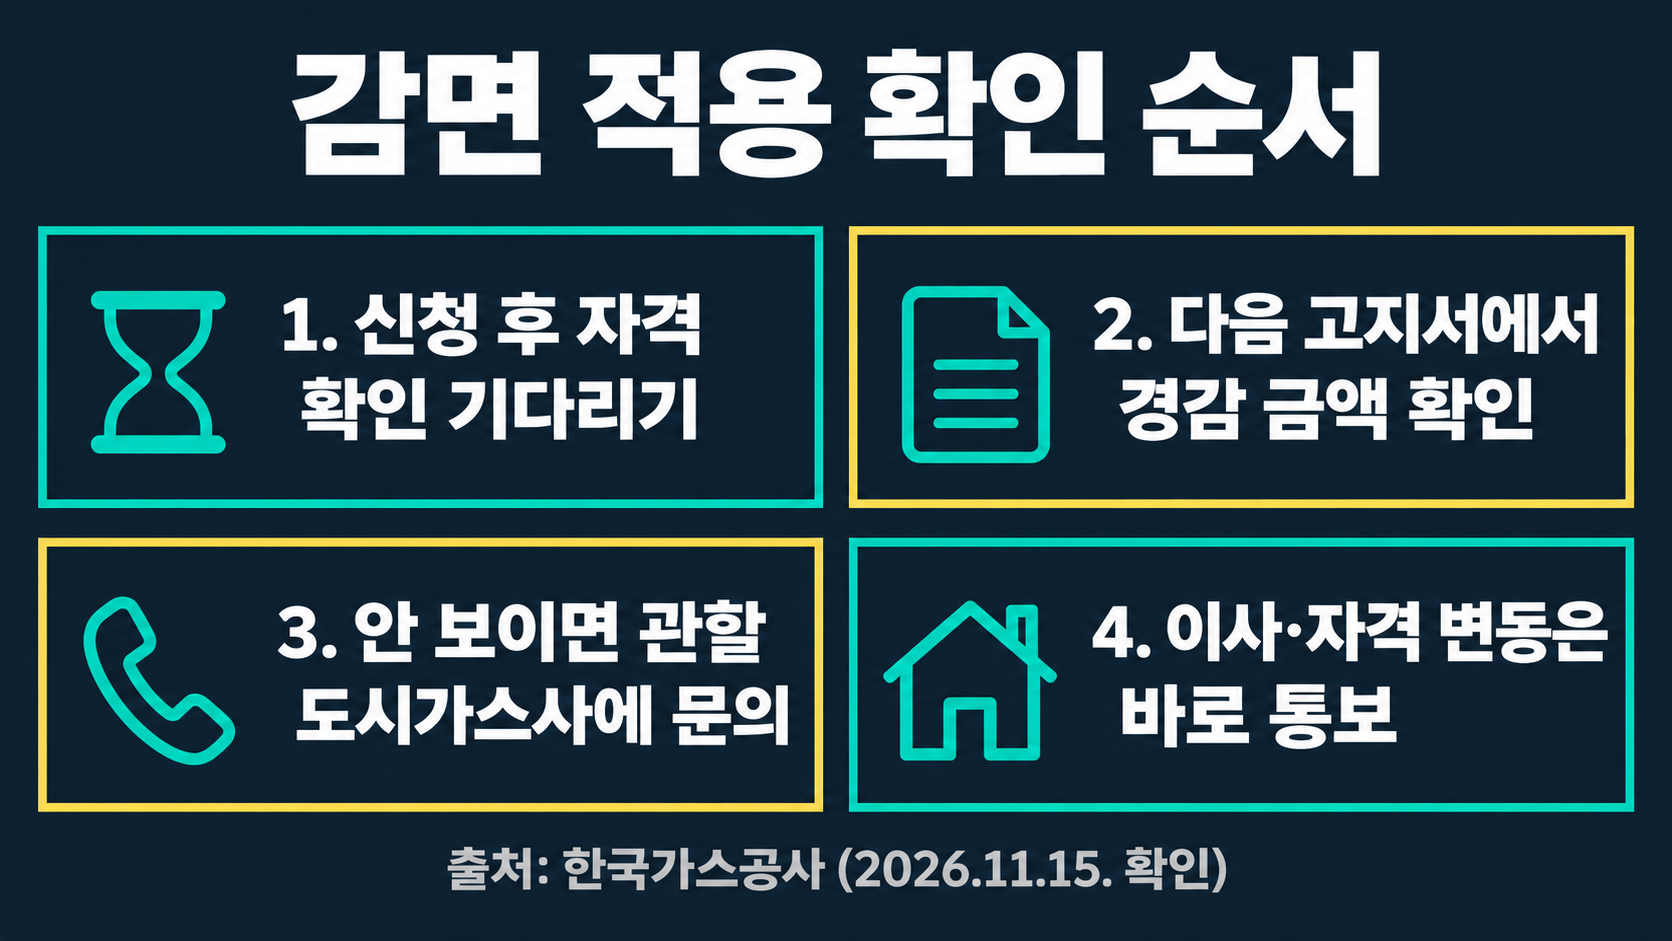 감면 적용 확인 순서
1. 신청 후 자격
확인 기다리기
2. 다음 고지서에서
경감 금액 확인
3. 안 보이면 관할
도시가스사에 문의
4. 이사·자격 변동은
바로 통보
출처: 한국가스공사 (2026.11.15. 확인)